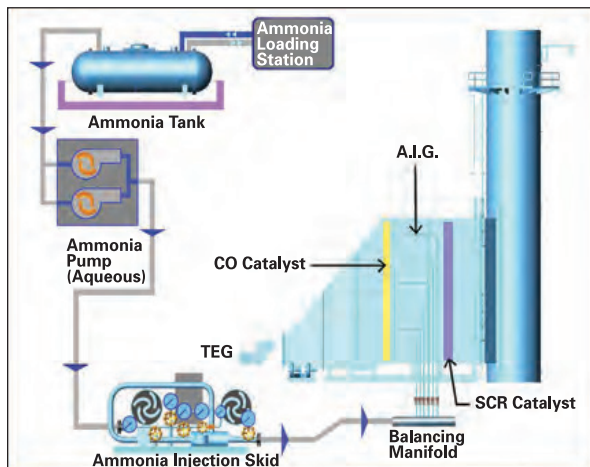 Ammonia
Loading
Station
Ammonia Tank
A.I.G.
Ammonia
Pump
(Aqueous)
CO Catalyst
TEG
SCR Catalyst
Balancing
Manifold
Ammonia Injection Skid